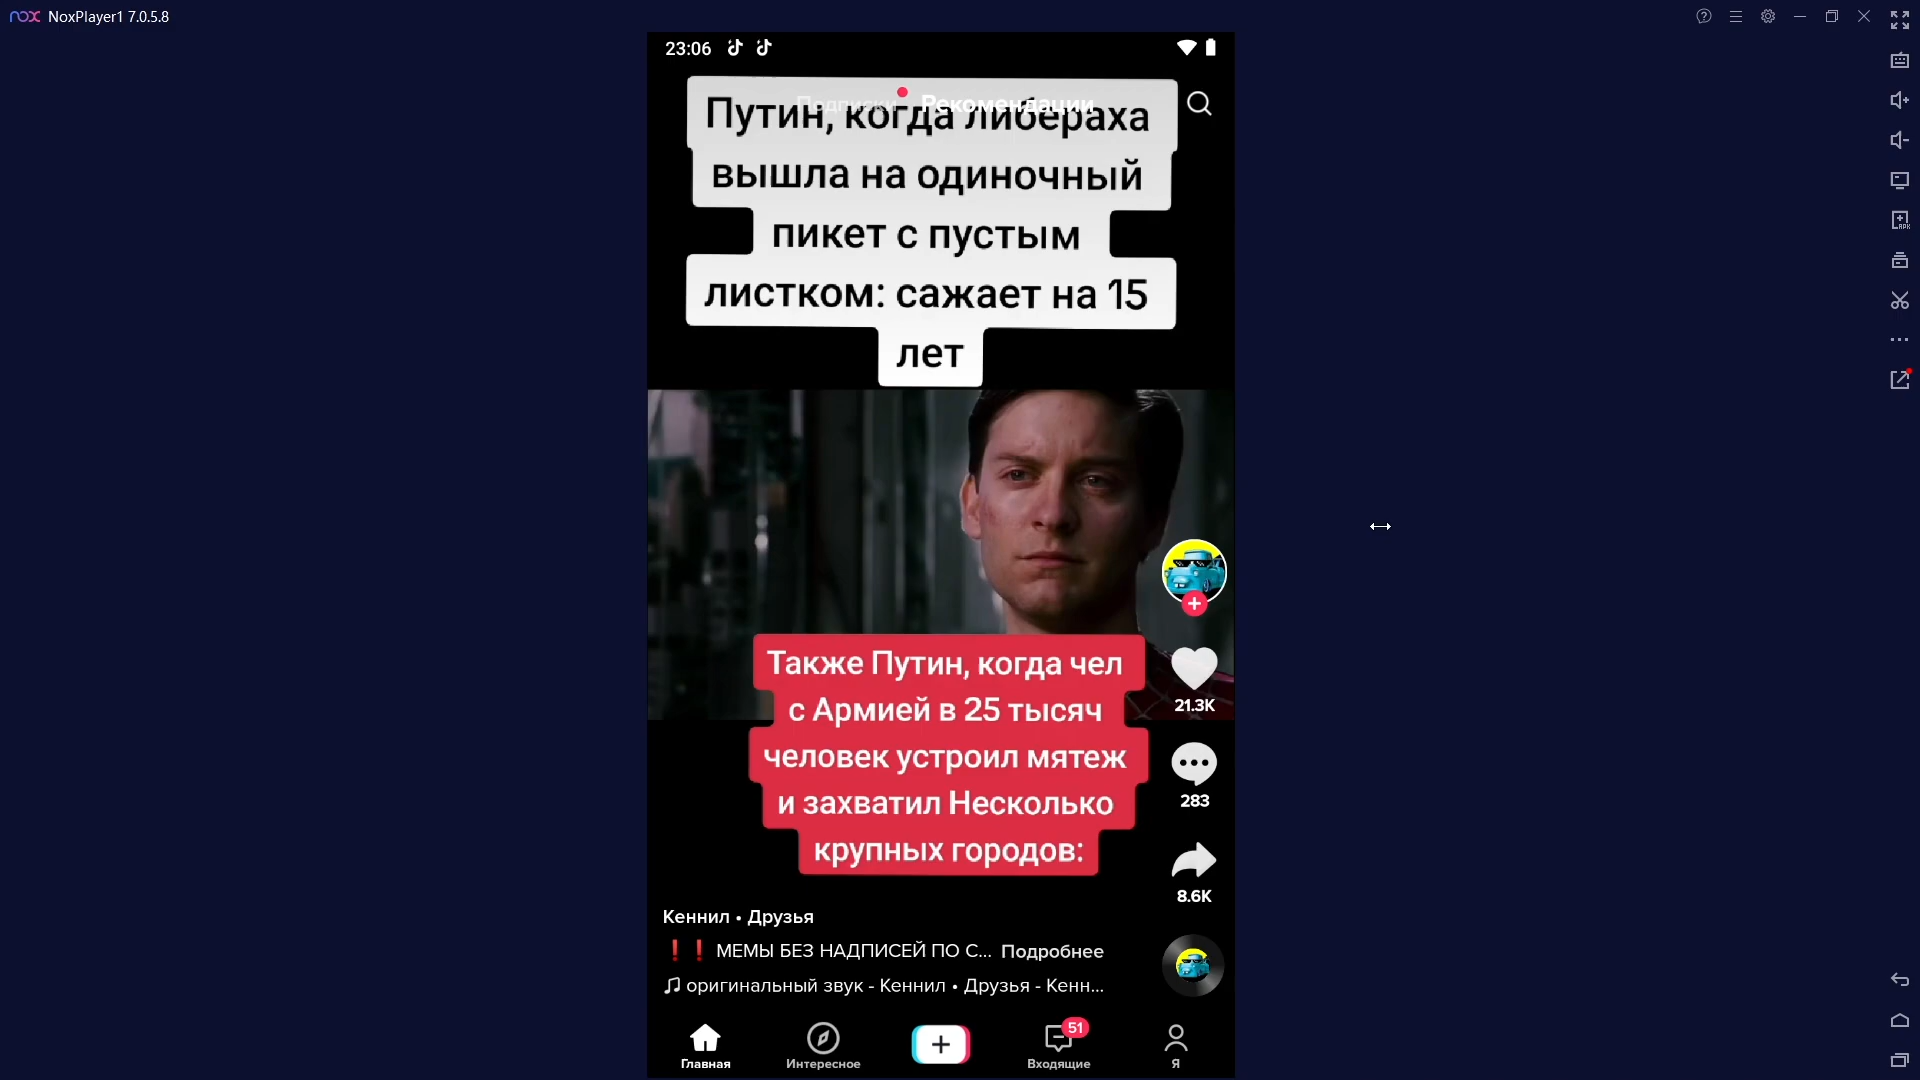 nox NoxPlayer1 7.0.5.8
23:06
Подписки Рекомендации
Путин, когда либераха
вышла на одиночный
пикет с пустым
листком: сажает на 15
лет
Также Путин, когда чел
с Армией в 25 тысяч
человек устроил мятеж
и захватил Несколько
крупных городов:
21.3K
283
8.6K
Кеннил • Друзья
❗❗ МЕМЫ БЕЗ НАДПИСЕЙ ПО С... Подробнее
оригинальный звук - Кеннил • Друзья - Кенн...
51
Главная Интересное Входящие Я